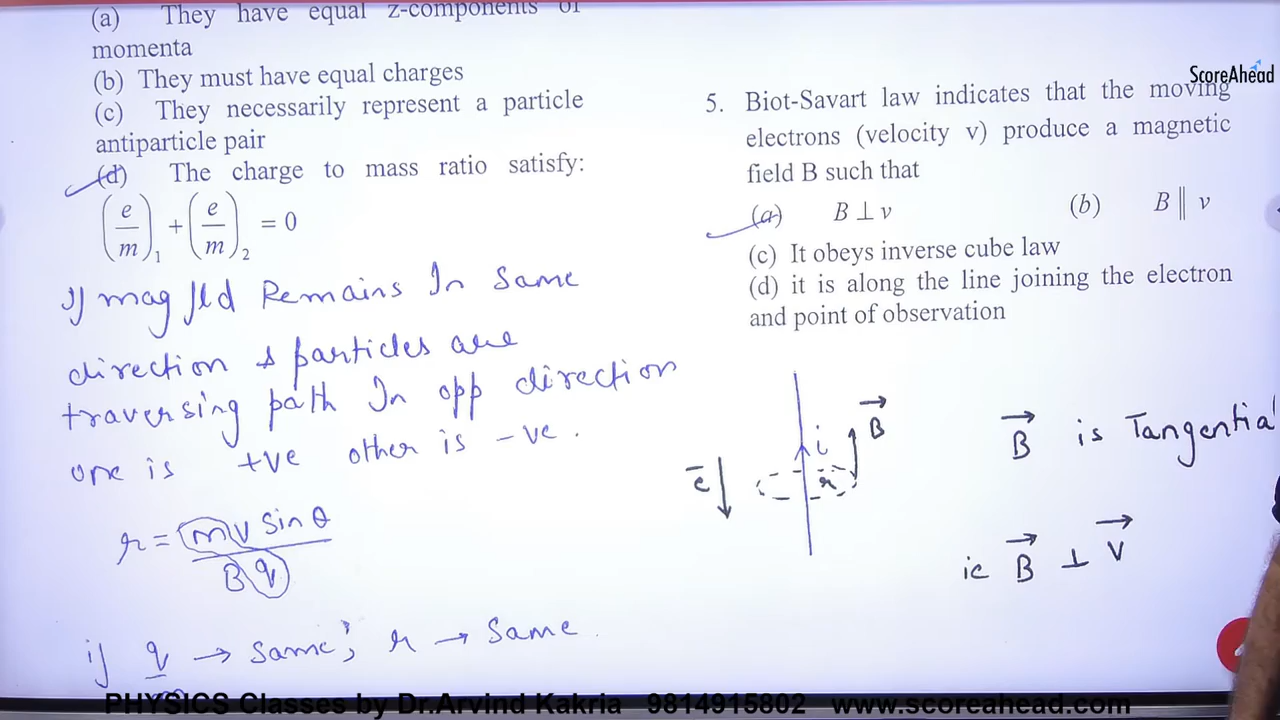 (a) They have equal z-components of
momenta
(b) They must have equal charges
(c) They necessarily represent a particle
antiparticle pair
(d) The charge to mass ratio satisfy:
(e/m)₁ + (e/m)₂ = 0
If mag fld Remains In Same
direction & particles are
traversing path In opp direction
one is +ve other is -ve.
r = mv Sin θ / Bq
if q → Same; r → Same.
ScoreAhead
5. Biot-Savart law indicates that the moving
electrons (velocity v) produce a magnetic
field B such that
(a) B ⊥ v (b) B ∥ v
(c) It obeys inverse cube law
(d) it is along the line joining the electron
and point of observation
e i r B
B is Tangential
ie B ⊥ V
PHYSICS Classes by Dr.Arvind Kakria 9814915802 www.scoreahead.com